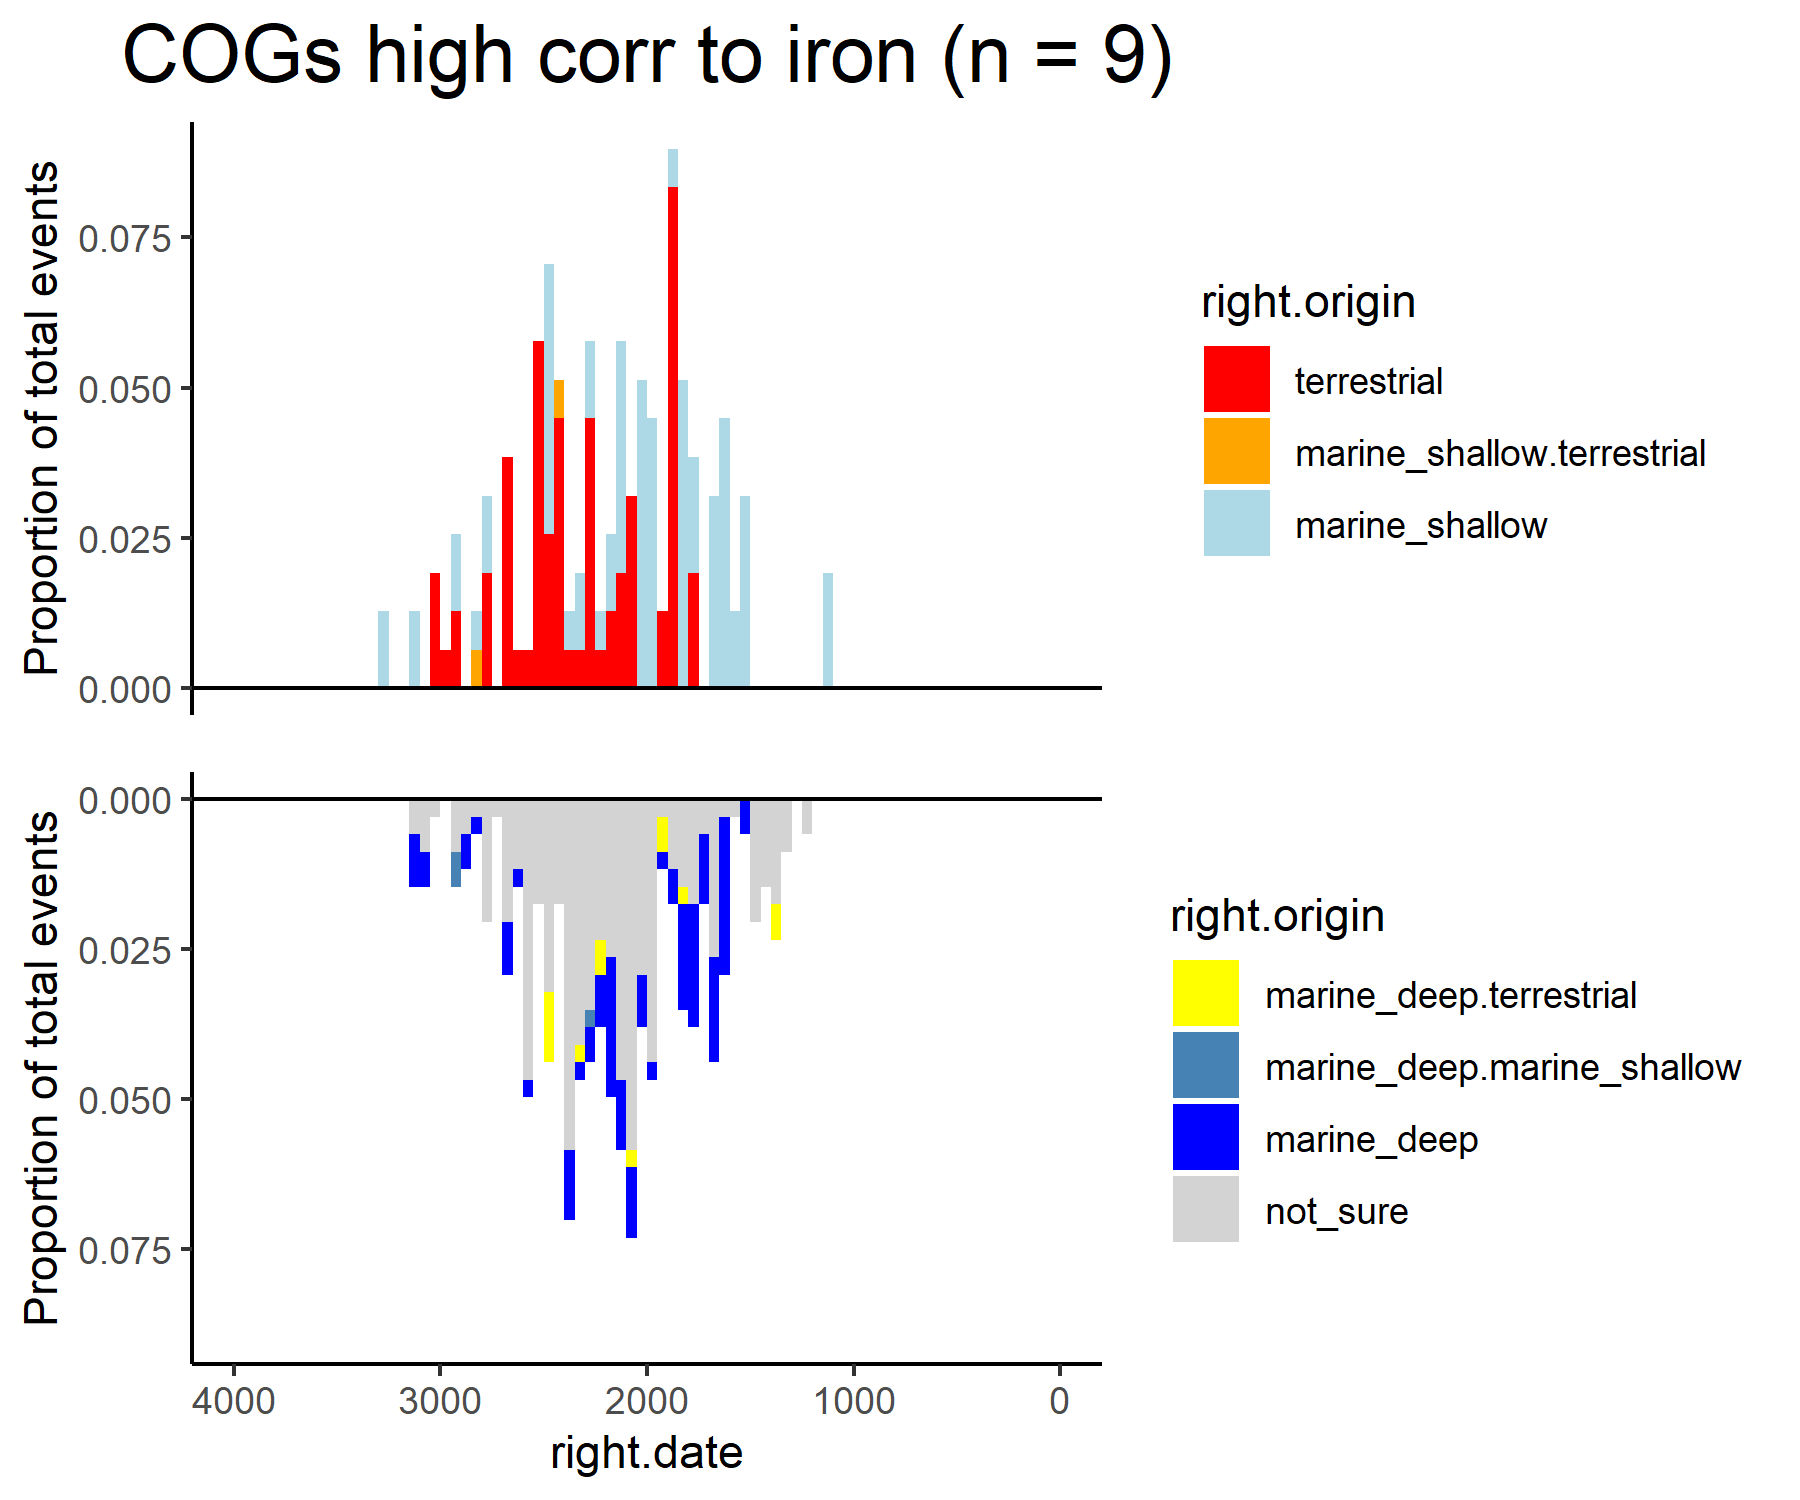 COGs high corr to iron (n = 9)
Proportion of total events
0.075
0.050
0.025
0.000
right.origin
terrestrial
marine_shallow.terrestrial
marine_shallow
Proportion of total events
0.000
0.025
0.050
0.075
right.origin
marine_deep.terrestrial
marine_deep.marine_shallow
marine_deep
not_sure
4000 3000 2000 1000 0
right.date